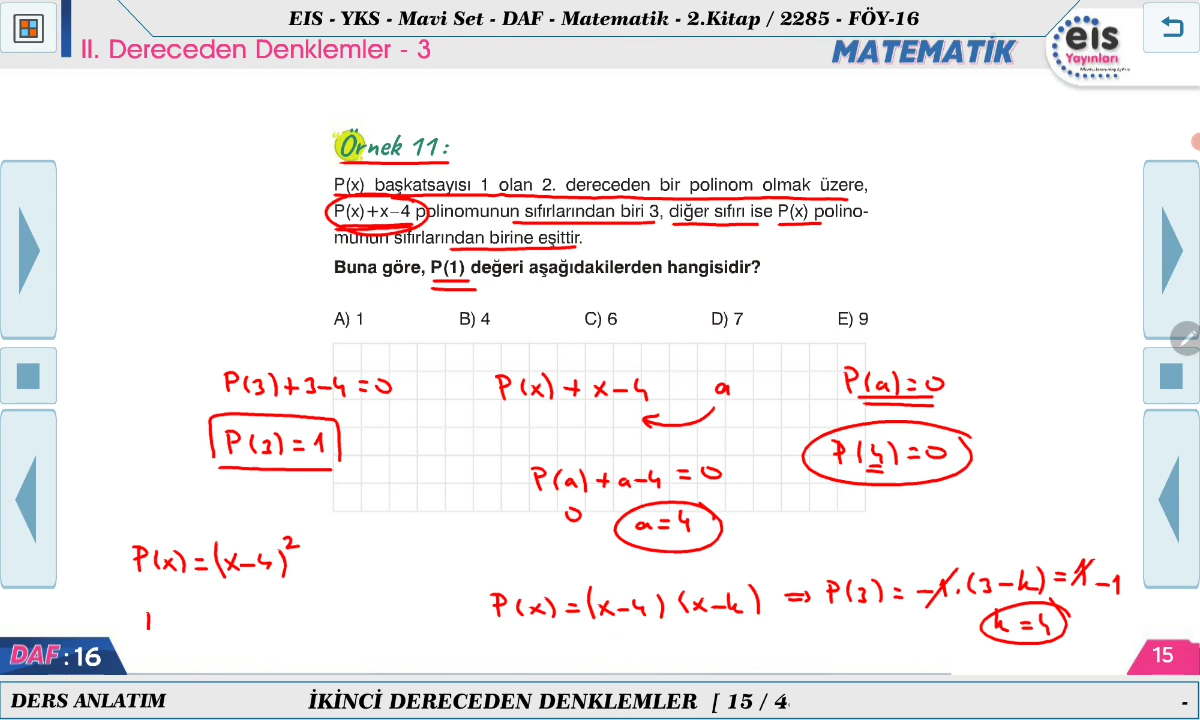 EIS - YKS - Mavi Set - DAF - Matematik - 2.Kitap / 2285 - FÖY-16
II. Dereceden Denklemler - 3
MATEMATİK
eis
Yayınları
Örnek 11:
P(x) başkatsayısı 1 olan 2. dereceden bir polinom olmak üzere,
P(x)+x–4 polinomunun sıfırlarından biri 3, diğer sıfırı ise P(x) polino-
munun sıfırlarından birine eşittir.
Buna göre, P(1) değeri aşağıdakilerden hangisidir?
A) 1 B) 4 C) 6 D) 7 E) 9
P(3)+3-4=0 P(x)+x-4 a P(a)=0
P(3)=1 P(4)=0
P(a)+a-4=0
0 a=4
P(x)=(x-4)²
P(x)=(x-4)(x-k) ⇒ P(3)=-1.(3-k)=1 -1
k=4
1
DAF:16
15
DERS ANLATIM İKİNCİ DERECEDEN DENKLEMLER [ 15 / 4 -